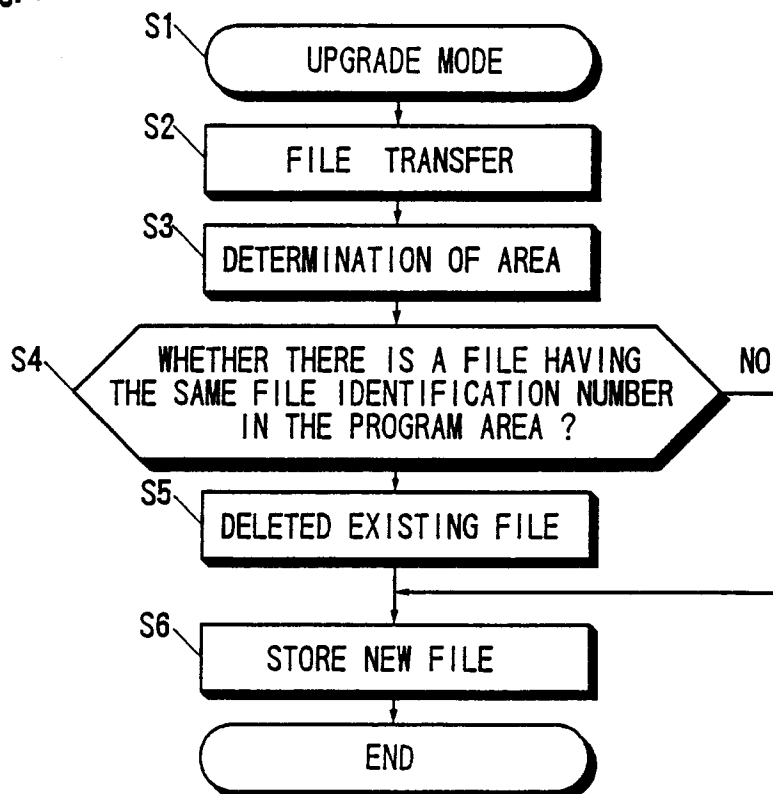 S1
UPGRADE MODE
S2
FILE TRANSFER
S3
DETERMINATION OF AREA
S4
WHETHER THERE IS A FILE HAVING
THE SAME FILE IDENTIFICATION NUMBER
IN THE PROGRAM AREA ?
NO
S5
DELETED EXISTING FILE
S6
STORE NEW FILE
END